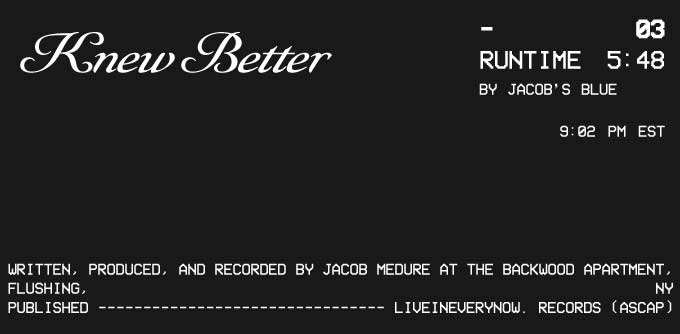 Knew Better
- 03
RUNTIME 5:48
BY JACOB'S BLUE
9:02 PM EST
WRITTEN, PRODUCED, AND RECORDED BY JACOB MEDURE AT THE BACKWOOD APARTMENT,
FLUSHING, NY
PUBLISHED -------------------------------- LIVEINEVERYNOW. RECORDS (ASCAP)